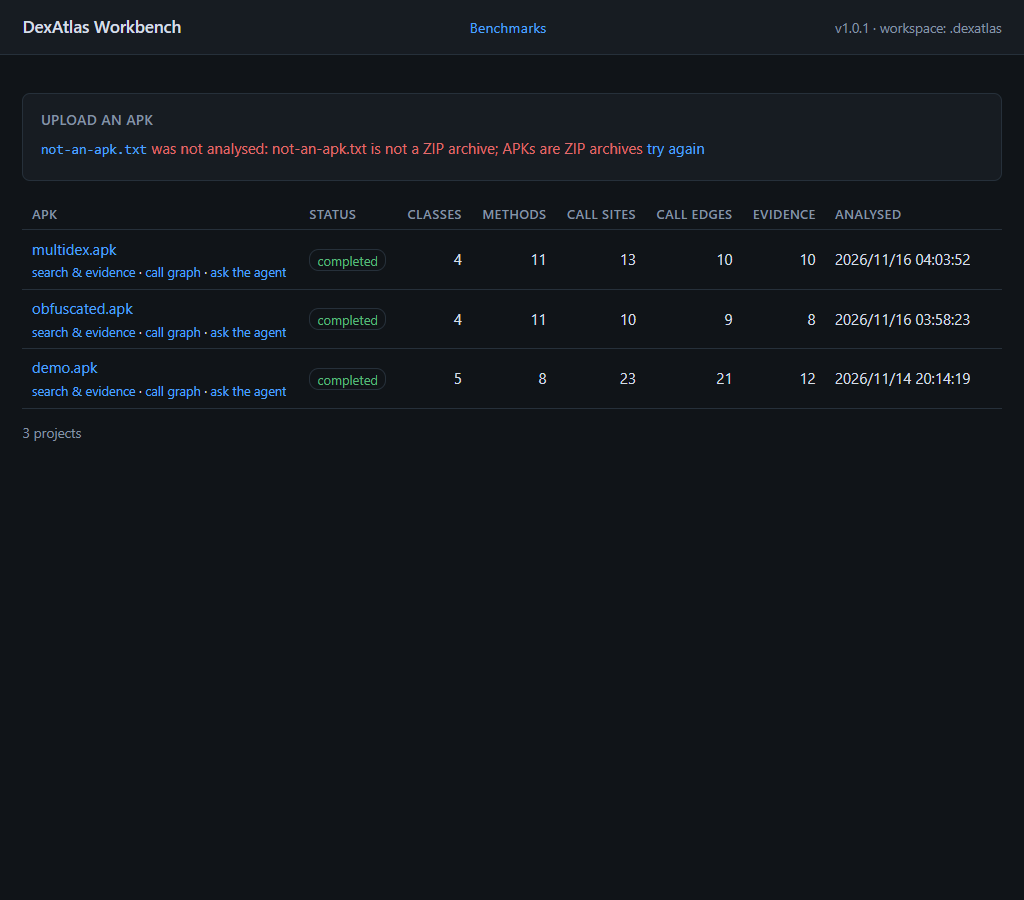 DexAtlas Workbench Benchmarks v1.0.1 · workspace: .dexatlas
UPLOAD AN APK
not-an-apk.txt was not analysed: not-an-apk.txt is not a ZIP archive; APKs are ZIP archives try again
APK STATUS CLASSES METHODS CALL SITES CALL EDGES EVIDENCE ANALYSED
multidex.apk
search & evidence · call graph · ask the agent completed 4 11 13 10 10 2026/11/16 04:03:52
obfuscated.apk
search & evidence · call graph · ask the agent completed 4 11 10 9 8 2026/11/16 03:58:23
demo.apk
search & evidence · call graph · ask the agent completed 5 8 23 21 12 2026/11/14 20:14:19
3 projects